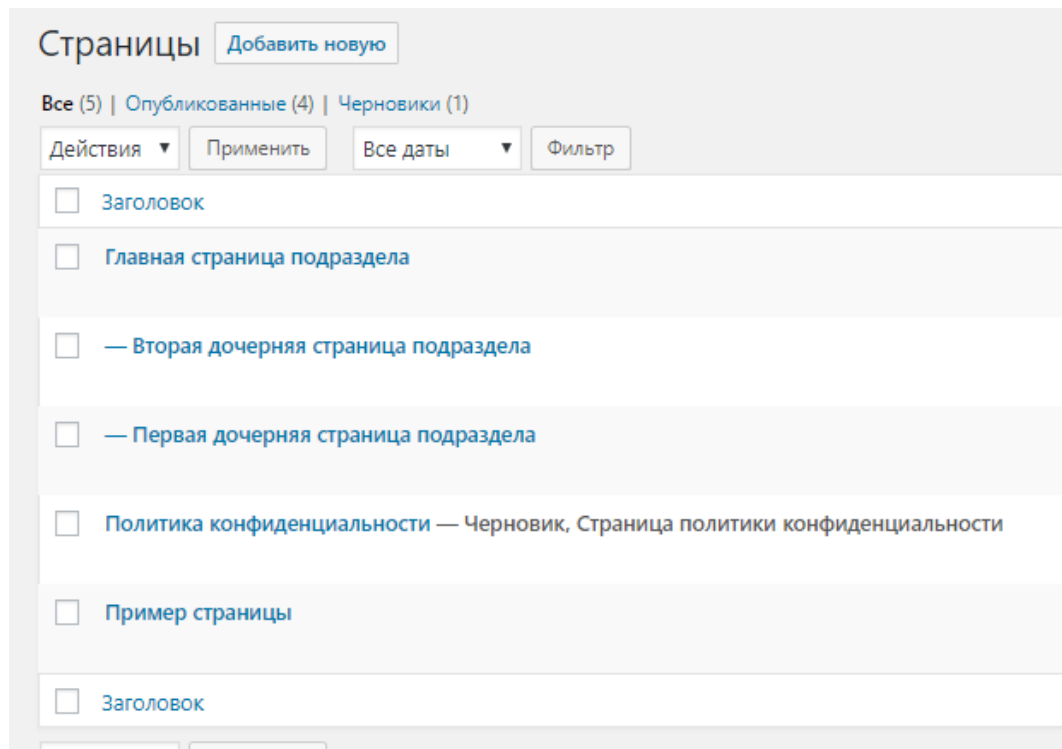 Страницы Добавить новую
Все (5) | Опубликованные (4) | Черновики (1)
Действия Применить Все даты Фильтр
Заголовок
Главная страница подраздела
— Вторая дочерняя страница подраздела
— Первая дочерняя страница подраздела
Политика конфиденциальности — Черновик, Страница политики конфиденциальности
Пример страницы
Заголовок